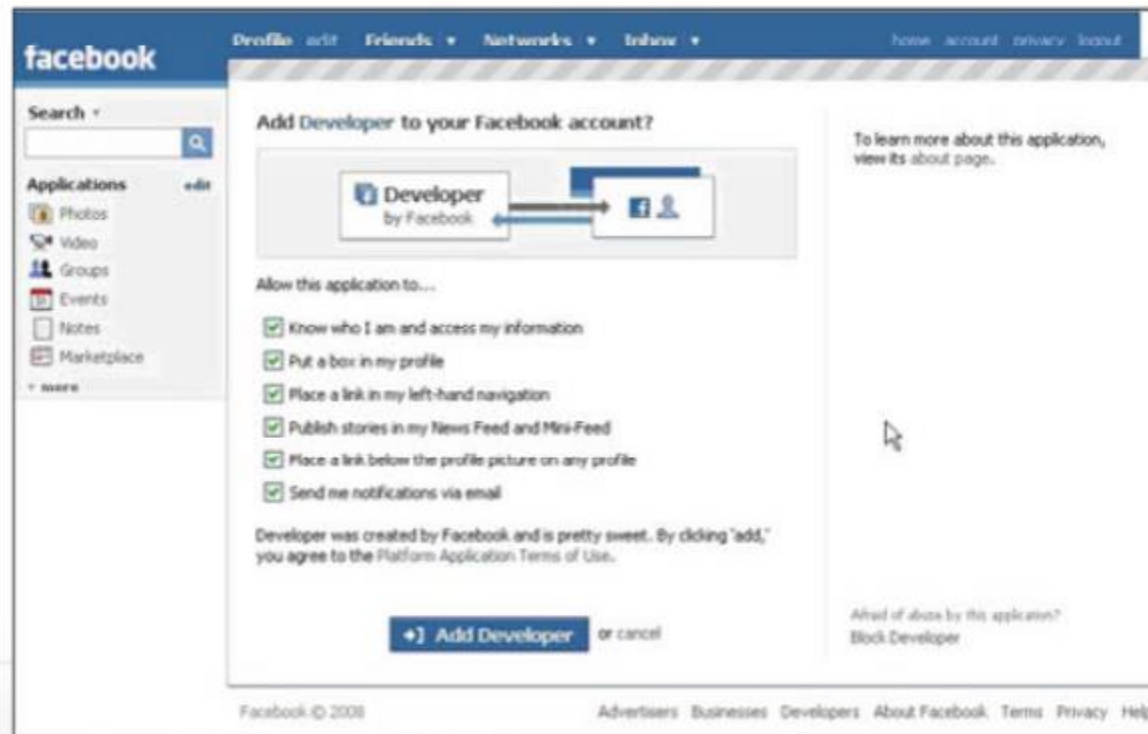 facebook
Profile edit Friends Networks Inbox
home account privacy logout
Search
Applications edit
Photos
Video
Groups
Events
Notes
Marketplace
more
Add Developer to your Facebook account?
Developer
by Facebook
Allow this application to...
Know who I am and access my information
Put a box in my profile
Place a link in my left-hand navigation
Publish stories in my News Feed and Mini-Feed
Place a link below the profile picture on any profile
Send me notifications via email
Developer was created by Facebook and is pretty sweet. By clicking "add,"
you agree to the Platform Application Terms of Use.
Add Developer or cancel
To learn more about this application,
view its about page.
Afraid of abuse by this application?
Block Developer
Facebook © 2008
Advertisers Businesses Developers About Facebook Terms Privacy Help